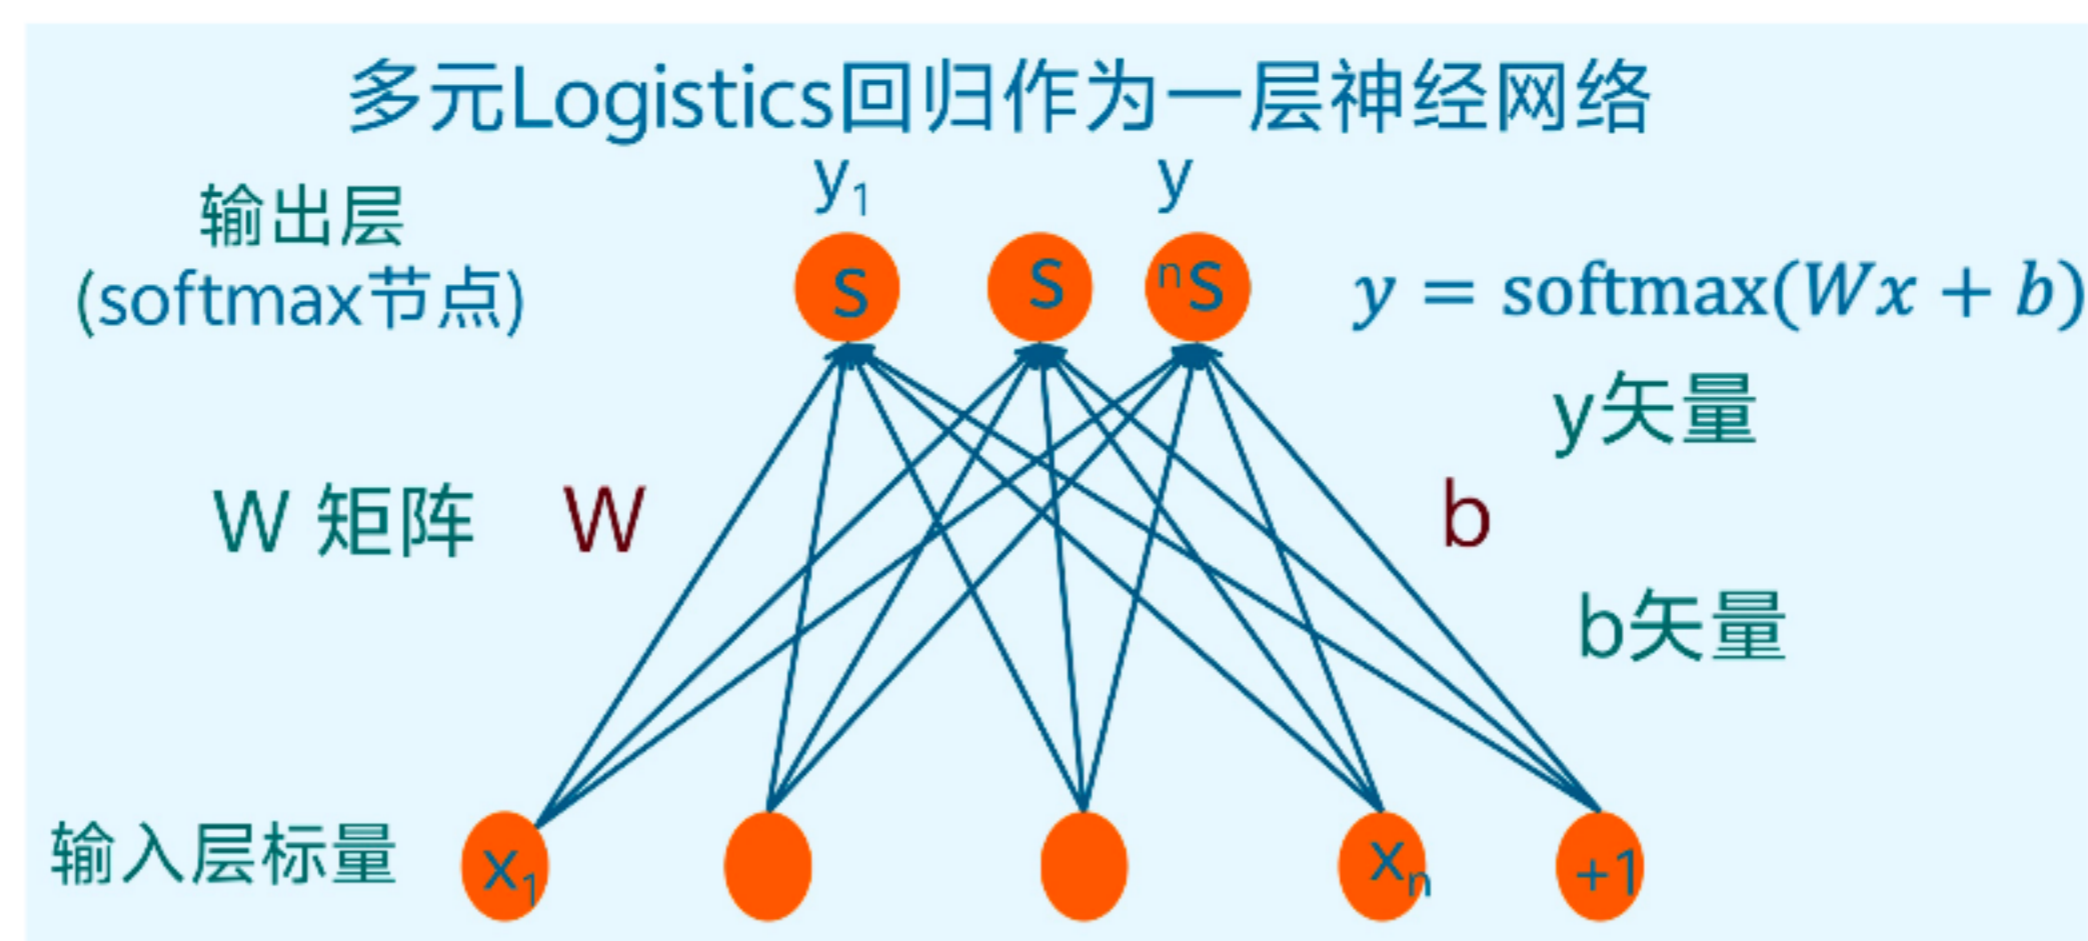 多元Logistics回归作为一层神经网络
y₁ y
输出层
(softmax节点)
S S ⁿS
y = softmax(Wx + b)
y矢量
W 矩阵 W
b
b矢量
输入层标量
x₁ xₙ +1